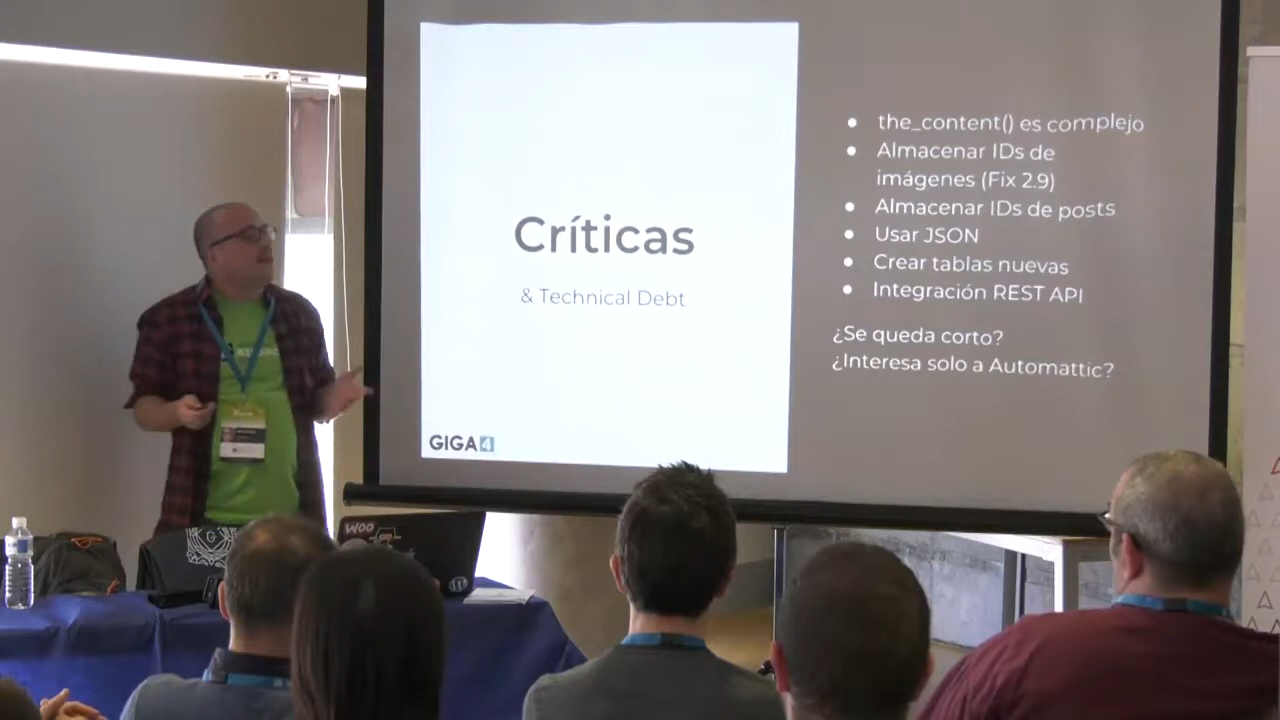 Críticas
& Technical Debt
GIGA4
● the_content() es complejo
● Almacenar IDs de
imágenes (Fix 2.9)
● Almacenar IDs de posts
● Usar JSON
● Crear tablas nuevas
● Integración REST API
¿Se queda corto?
¿Interesa solo a Automattic?
WOO
G